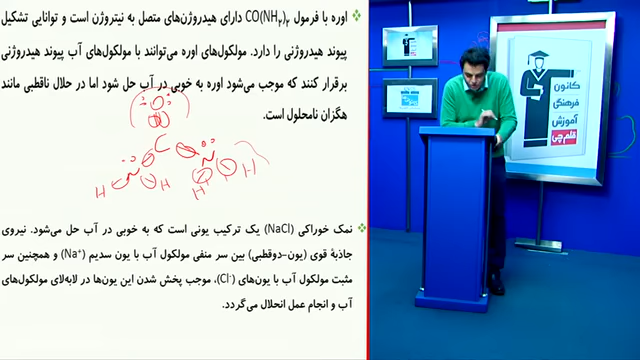 اوره با فرمول CO(NH₂)₂ دارای هیدروژن‌های متصل به نیتروژن است و توانایی تشکیل
پیوند هیدروژنی را دارد. مولکول‌های اوره می‌توانند با مولکول‌های آب پیوند هیدروژنی
برقرار کنند که موجب می‌شود اوره به خوبی در آب حل شود اما در حلال ناقطبی مانند
هگزان نامحلول است.
O
C
N N
H H H H
نمک خوراکی (NaCl) یک ترکیب یونی است که به خوبی در آب حل می‌شود. نیروی
جاذبهٔ قوی (یون–دوقطبی) بین سر منفی مولکول آب با یون سدیم (Na⁺) و همچنین سر
مثبت مولکول آب با یون‌های (Cl⁻)، موجب پخش شدن این یون‌ها در لابه‌لای مولکول‌های
آب و انجام عمل انحلال می‌گردد.
کانون
فرهنگی
آموزش
قلم‌چی